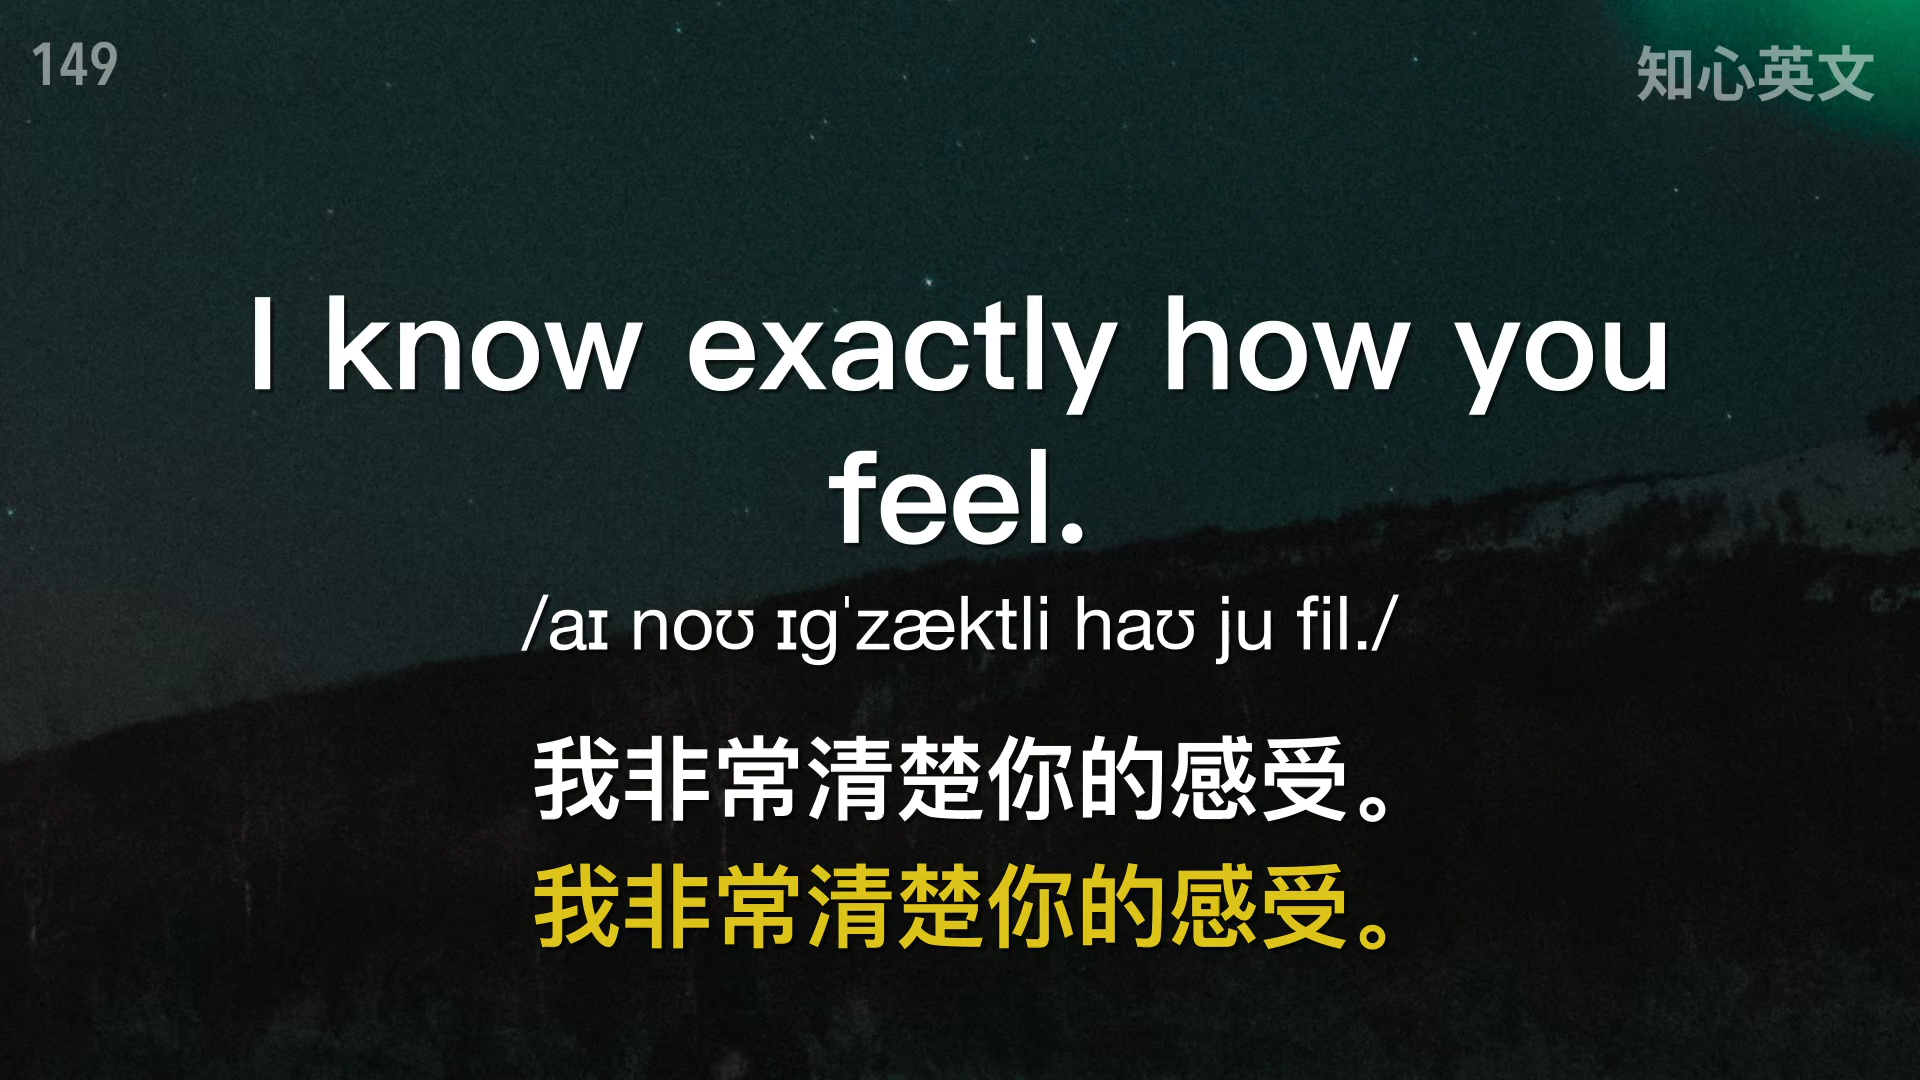 149
知心英文
I know exactly how you
feel.
/aɪ noʊ ɪgˈzæktli haʊ ju fil./
我非常清楚你的感受。
我非常清楚你的感受。